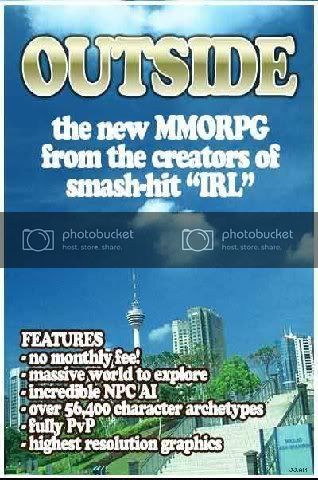 OUTSIDE
the new MMORPG
from the creators of
smash-hit “IRL”
photobucket photobucket
host. store. share. host. store. share.
FEATURES
- no monthly fee!
- massive world to explore
- incredible NPC AI
- over 56,400 character archetypes
- fully PvP
- highest resolution graphics